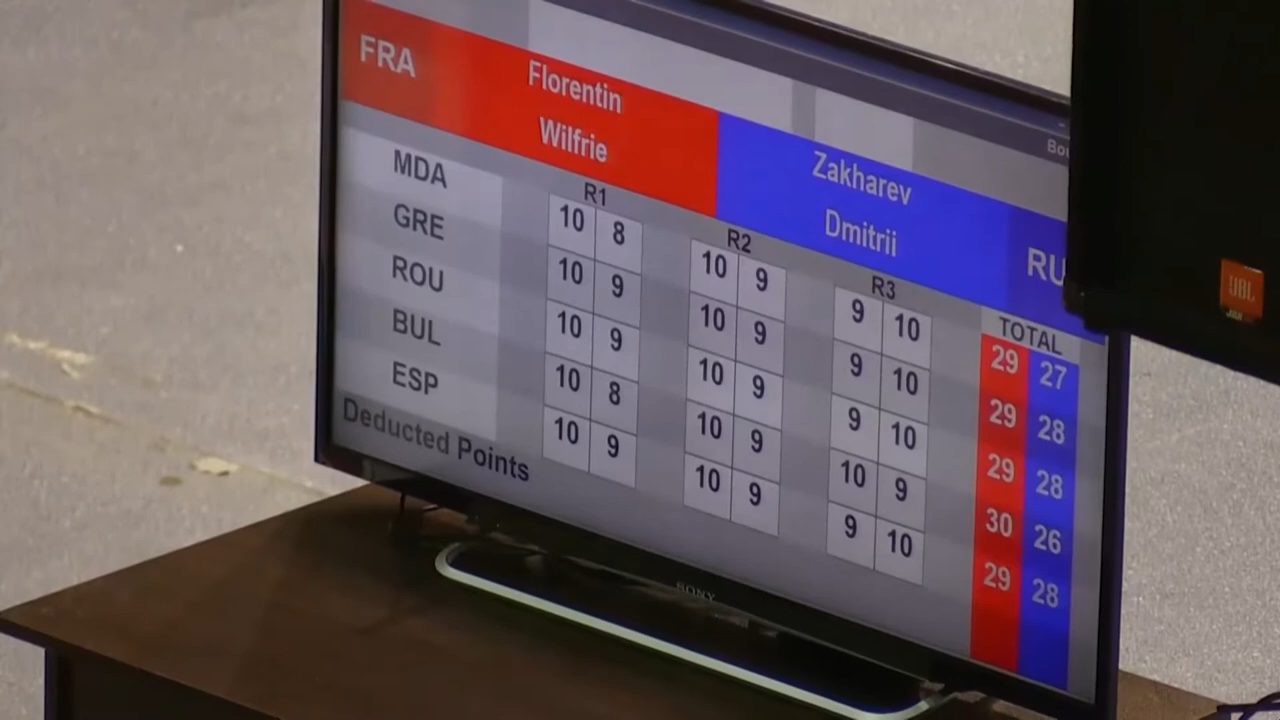 FRA
Florentin
Wilfrie
Zakharev
Dmitrii
RU
R1 R2 R3 TOTAL
MDA 10 8 10 9 9 10 29 27
GRE 10 9 10 9 9 10 29 28
ROU 10 9 10 9 9 10 29 28
BUL 10 8 10 9 10 9 30 26
ESP 10 9 10 9 9 10 29 28
Deducted Points
SONY
JBL